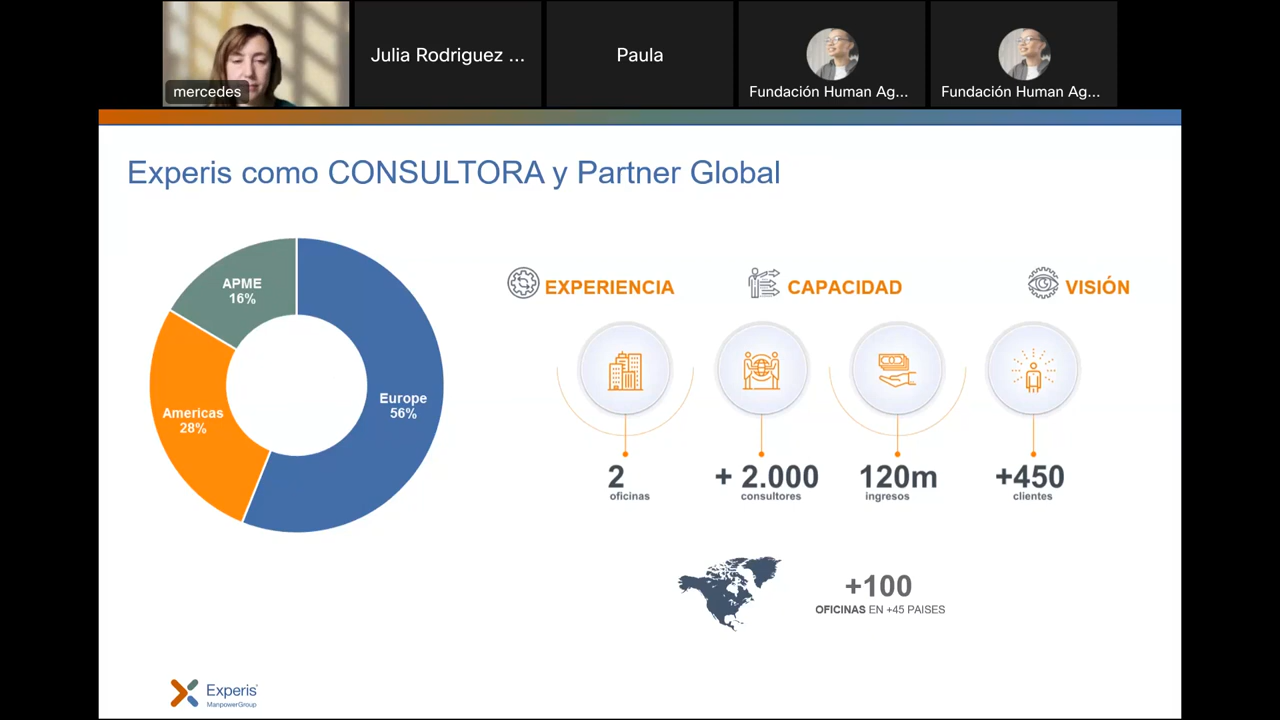 mercedes
Julia Rodriguez ...
Paula
Fundación Human Ag...
Fundación Human Ag...
Experis como CONSULTORA y Partner Global
APME
16%
Americas
28%
Europe
56%
EXPERIENCIA
CAPACIDAD
VISIÓN
2
oficinas
+ 2.000
consultores
120m
ingresos
+450
clientes
+100
OFICINAS EN +45 PAISES
Experis
ManpowerGroup